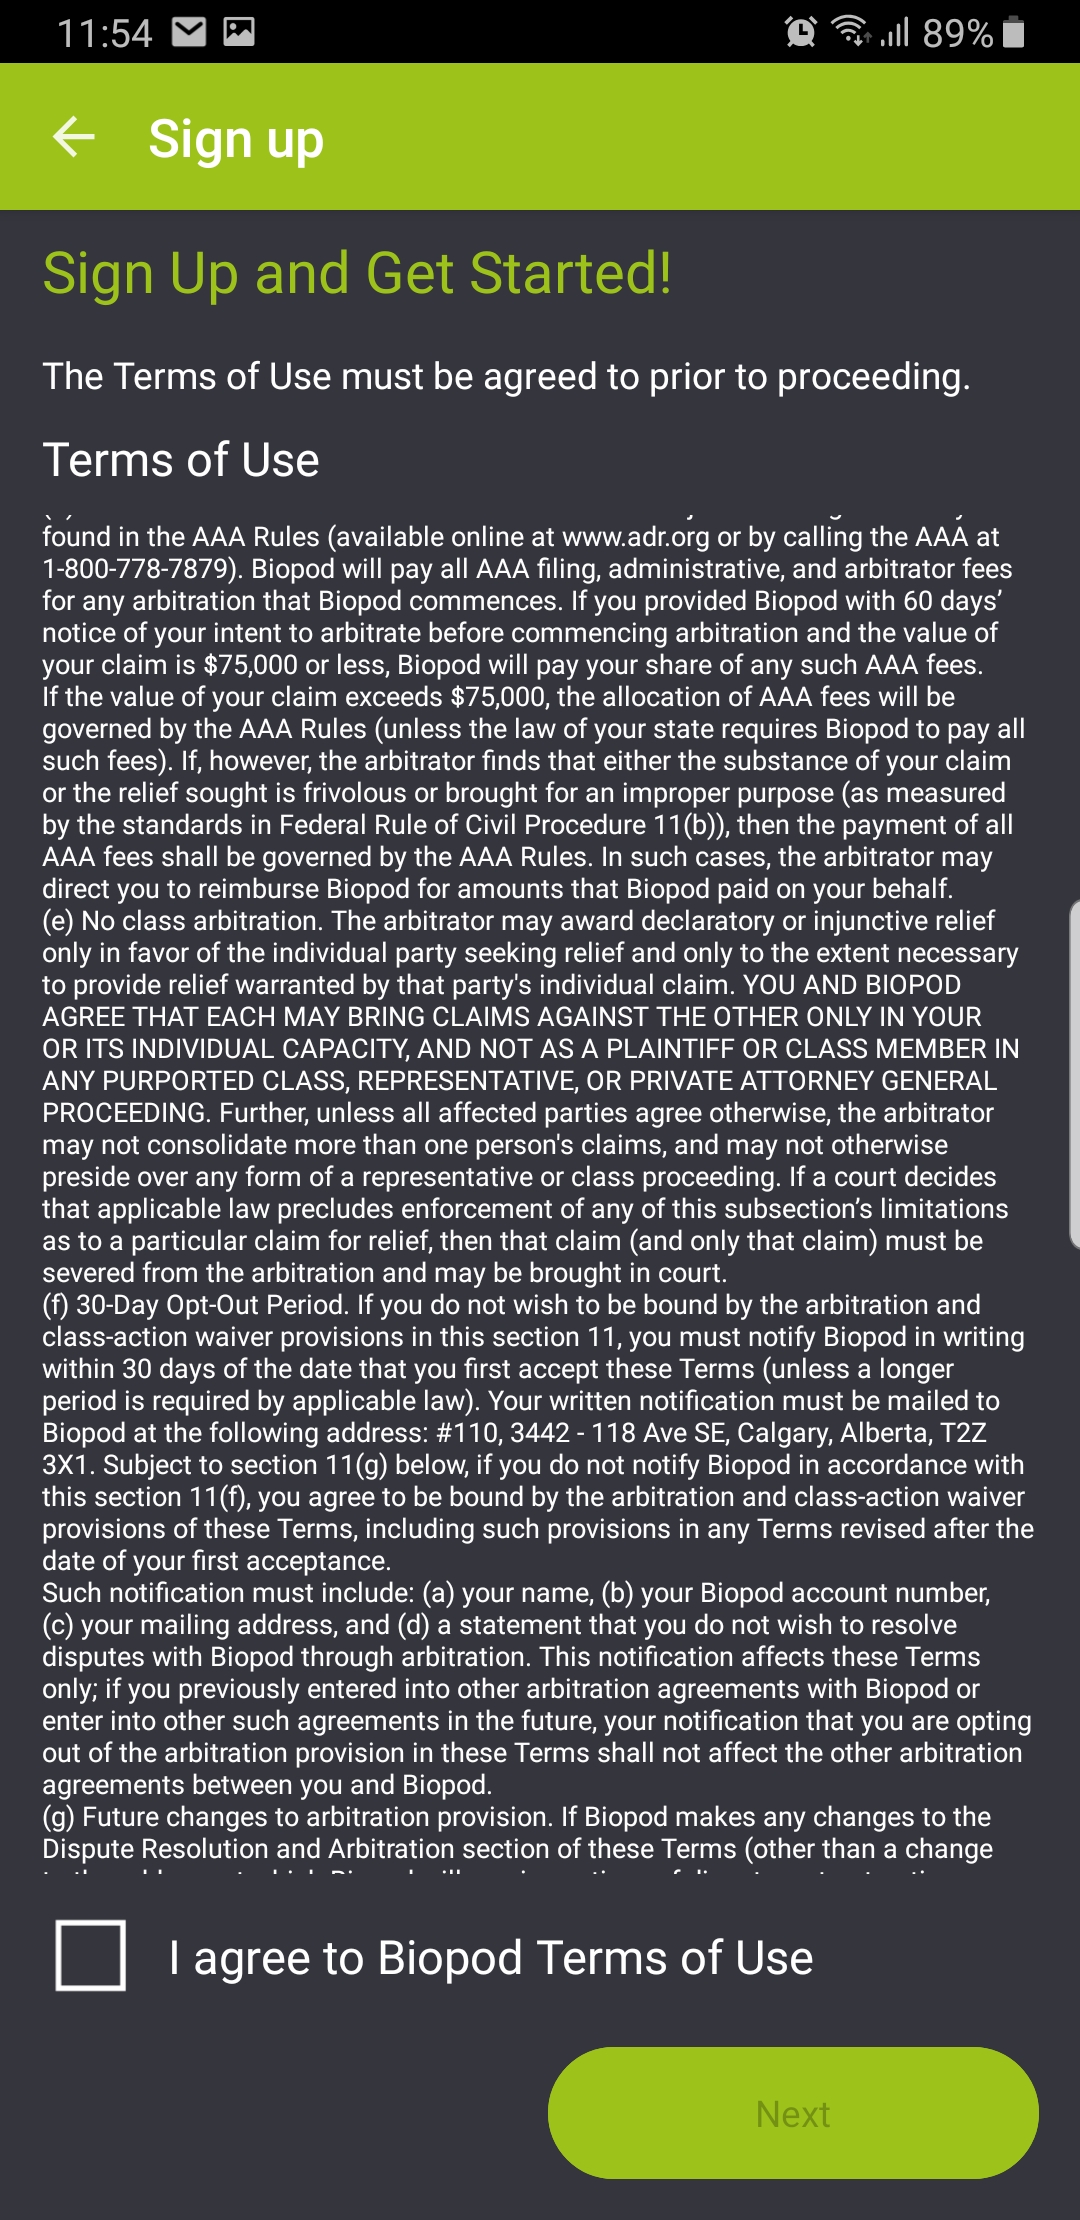 11:54
89%
Sign up
Sign Up and Get Started!
The Terms of Use must be agreed to prior to proceeding.
Terms of Use
found in the AAA Rules (available online at www.adr.org or by calling the AAA at
1-800-778-7879). Biopod will pay all AAA filing, administrative, and arbitrator fees
for any arbitration that Biopod commences. If you provided Biopod with 60 days’
notice of your intent to arbitrate before commencing arbitration and the value of
your claim is $75,000 or less, Biopod will pay your share of any such AAA fees.
If the value of your claim exceeds $75,000, the allocation of AAA fees will be
governed by the AAA Rules (unless the law of your state requires Biopod to pay all
such fees). If, however, the arbitrator finds that either the substance of your claim
or the relief sought is frivolous or brought for an improper purpose (as measured
by the standards in Federal Rule of Civil Procedure 11(b)), then the payment of all
AAA fees shall be governed by the AAA Rules. In such cases, the arbitrator may
direct you to reimburse Biopod for amounts that Biopod paid on your behalf.
(e) No class arbitration. The arbitrator may award declaratory or injunctive relief
only in favor of the individual party seeking relief and only to the extent necessary
to provide relief warranted by that party's individual claim. YOU AND BIOPOD
AGREE THAT EACH MAY BRING CLAIMS AGAINST THE OTHER ONLY IN YOUR
OR ITS INDIVIDUAL CAPACITY, AND NOT AS A PLAINTIFF OR CLASS MEMBER IN
ANY PURPORTED CLASS, REPRESENTATIVE, OR PRIVATE ATTORNEY GENERAL
PROCEEDING. Further, unless all affected parties agree otherwise, the arbitrator
may not consolidate more than one person's claims, and may not otherwise
preside over any form of a representative or class proceeding. If a court decides
that applicable law precludes enforcement of any of this subsection’s limitations
as to a particular claim for relief, then that claim (and only that claim) must be
severed from the arbitration and may be brought in court.
(f) 30-Day Opt-Out Period. If you do not wish to be bound by the arbitration and
class-action waiver provisions in this section 11, you must notify Biopod in writing
within 30 days of the date that you first accept these Terms (unless a longer
period is required by applicable law). Your written notification must be mailed to
Biopod at the following address: #110, 3442 - 118 Ave SE, Calgary, Alberta, T2Z
3X1. Subject to section 11(g) below, if you do not notify Biopod in accordance with
this section 11(f), you agree to be bound by the arbitration and class-action waiver
provisions of these Terms, including such provisions in any Terms revised after the
date of your first acceptance.
Such notification must include: (a) your name, (b) your Biopod account number,
(c) your mailing address, and (d) a statement that you do not wish to resolve
disputes with Biopod through arbitration. This notification affects these Terms
only; if you previously entered into other arbitration agreements with Biopod or
enter into other such agreements in the future, your notification that you are opting
out of the arbitration provision in these Terms shall not affect the other arbitration
agreements between you and Biopod.
(g) Future changes to arbitration provision. If Biopod makes any changes to the
Dispute Resolution and Arbitration section of these Terms (other than a change
I agree to Biopod Terms of Use
Next